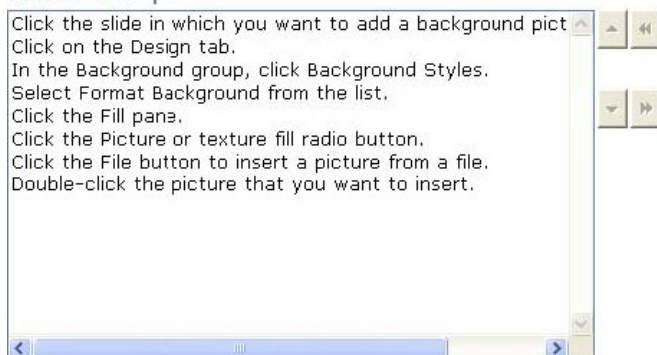 Click the slide in which you want to add a background pict
Click on the Design tab.
In the Background group, click Background Styles.
Select Format Background from the list.
Click the Fill pane.
Click the Picture or texture fill radio button.
Click the File button to insert a picture from a file.
Double-click the picture that you want to insert.